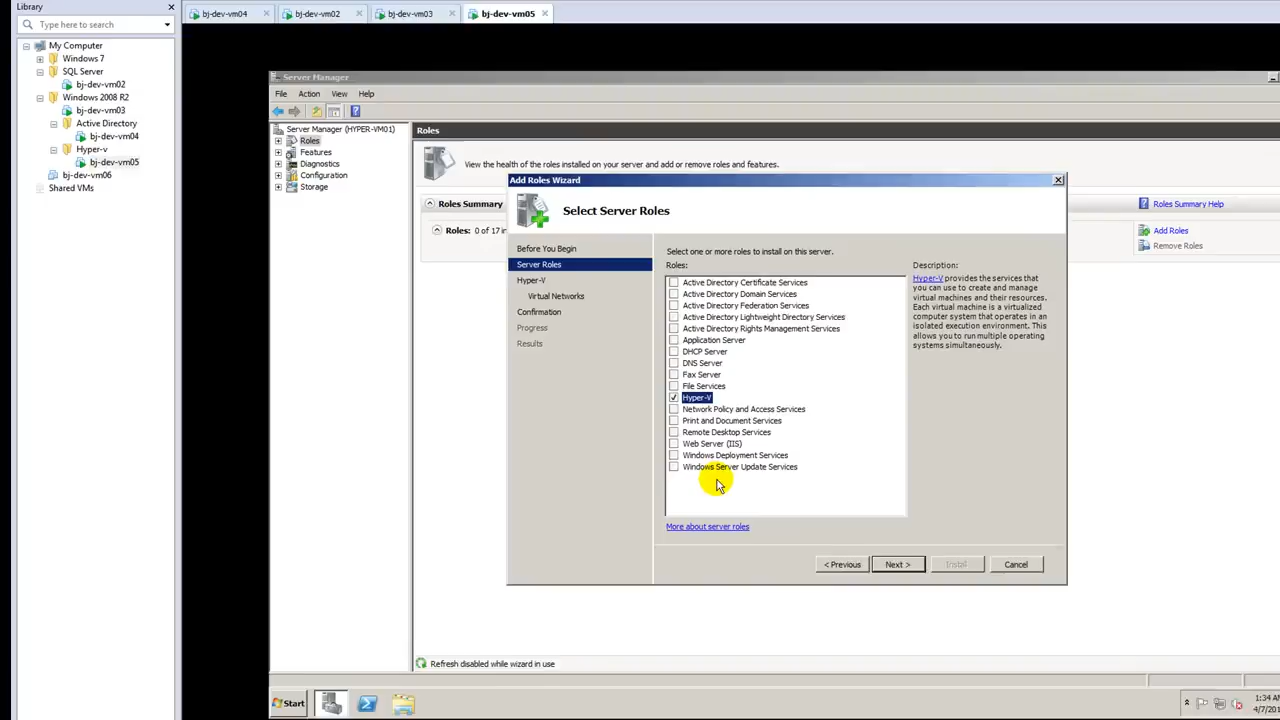 Library
Type here to search
My Computer
Windows 7
SQL Server
bj-dev-vm02
Windows 2008 R2
bj-dev-vm03
Active Directory
bj-dev-vm04
Hyper-v
bj-dev-vm05
bj-dev-vm06
Shared VMs
bj-dev-vm04
bj-dev-vm02
bj-dev-vm03
bj-dev-vm05
Server Manager
File Action View Help
Server Manager (HYPER-VM01)
Roles
Features
Diagnostics
Configuration
Storage
Roles
View the health of the roles installed on your server and add or remove roles and features.
Roles Summary
Roles Summary Help
Roles: 0 of 17 in
Add Roles
Remove Roles
Add Roles Wizard
Select Server Roles
Before You Begin
Server Roles
Hyper-V
Virtual Networks
Confirmation
Progress
Results
Select one or more roles to install on this server.
Roles:
Active Directory Certificate Services
Active Directory Domain Services
Active Directory Federation Services
Active Directory Lightweight Directory Services
Active Directory Rights Management Services
Application Server
DHCP Server
DNS Server
Fax Server
File Services
Hyper-V
Network Policy and Access Services
Print and Document Services
Remote Desktop Services
Web Server (IIS)
Windows Deployment Services
Windows Server Update Services
More about server roles
Description:
Hyper-V provides the services that
you can use to create and manage
virtual machines and their resources.
Each virtual machine is a virtualized
computer system that operates in an
isolated execution environment. This
allows you to run multiple operating
systems simultaneously.
< Previous
Next >
Install
Cancel
Refresh disabled while wizard in use
Start
1:34 AM
4/7/20